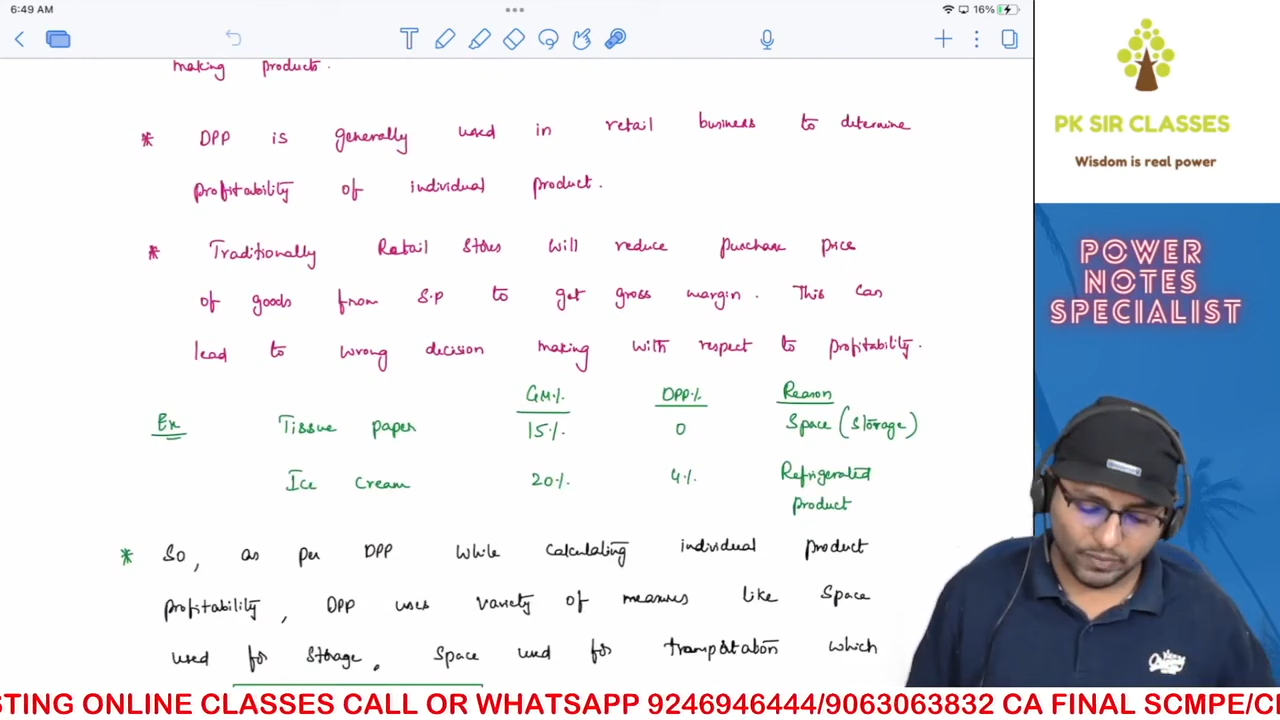 6:49 AM
16%
making products.
* DPP is generally used in retail business to determine
profitability of individual product.
* Traditionally Retail Stores will reduce purchase price
of goods from S.P to get gross margin. This can
lead to wrong decision making with respect to profitability.
GM% DPP% Reason
Ex Tissue paper 15% 0 Space (Storage)
Ice cream 20% 4% Refrigerated
product
* So, as per DPP while calculating individual product
profitability, DPP uses variety of measures like Space
used for Storage, Space used for transportation which
PK SIR CLASSES
Wisdom is real power
POWER
NOTES
SPECIALIST
STING ONLINE CLASSES CALL OR WHATSAPP 9246946444/9063063832 CA FINAL SCMPE/C